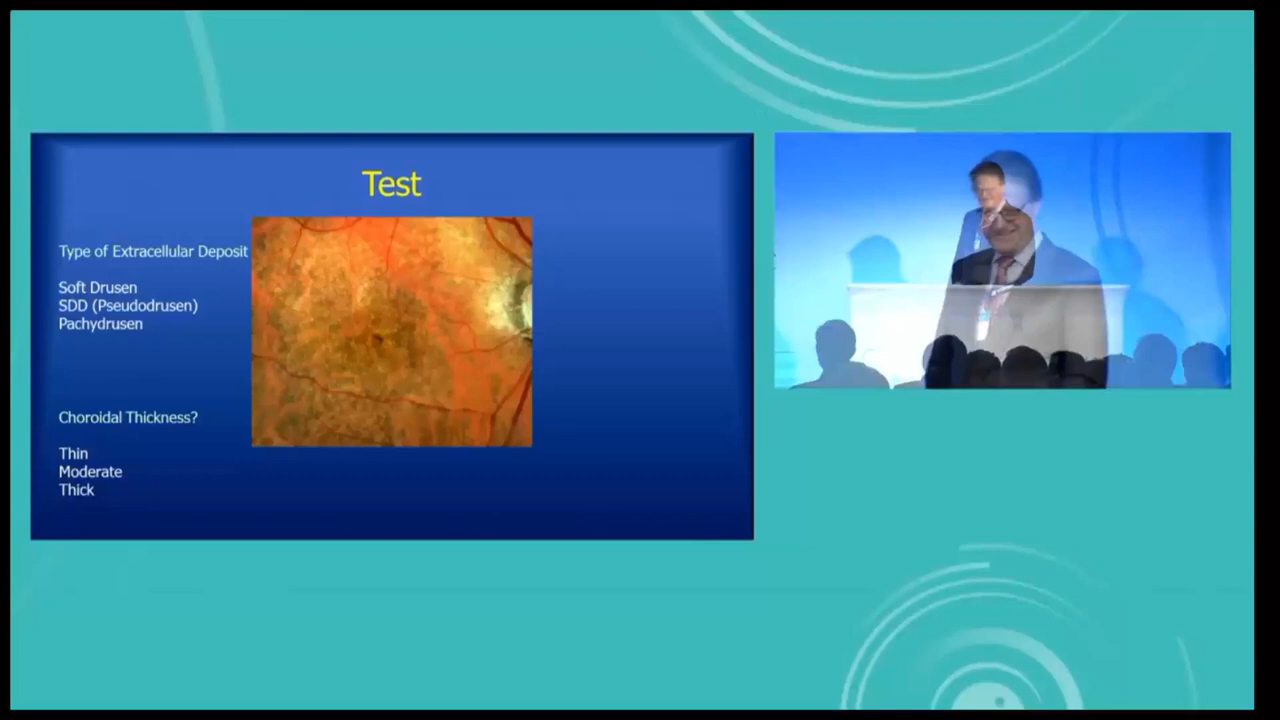 Test
Type of Extracellular Deposit
Soft Drusen
SDD (Pseudodrusen)
Pachydrusen
Choroidal Thickness?
Thin
Moderate
Thick